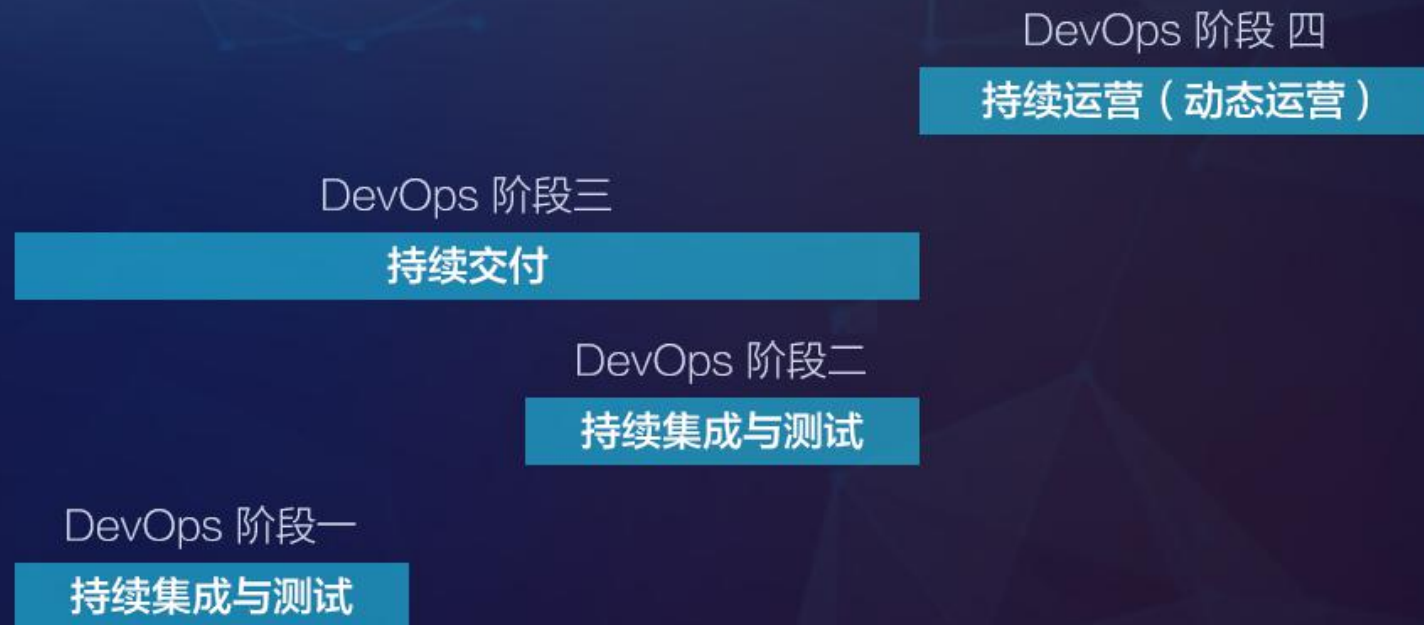 DevOps 阶段 四
持续运营（动态运营）
DevOps 阶段三
持续交付
DevOps 阶段二
持续集成与测试
DevOps 阶段一
持续集成与测试